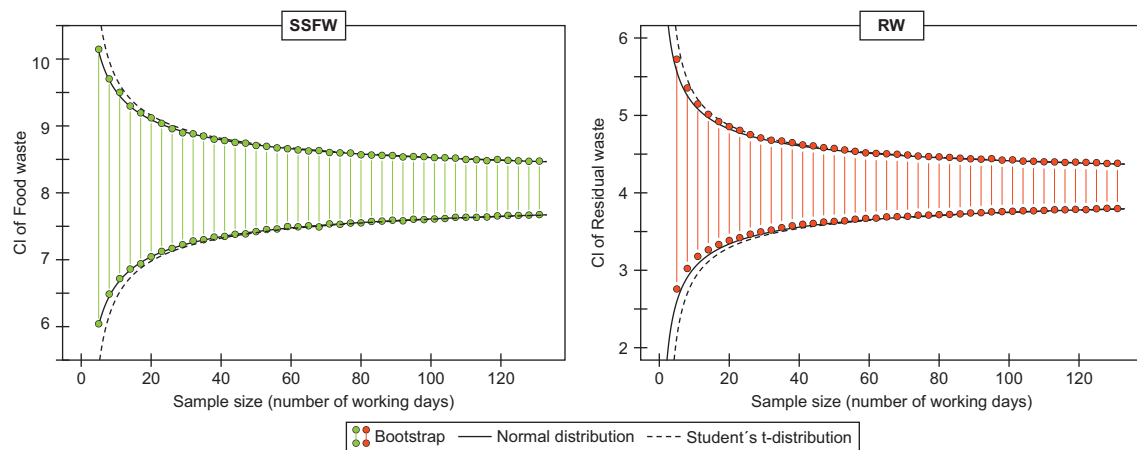 SSFW
CI of Food waste
10
9
8
7
6
0 20 40 60 80 100 120
Sample size (number of working days)
RW
CI of Residual waste
6
5
4
3
2
0 20 40 60 80 100 120
Sample size (number of working days)
Bootstrap Normal distribution Student´s t-distribution